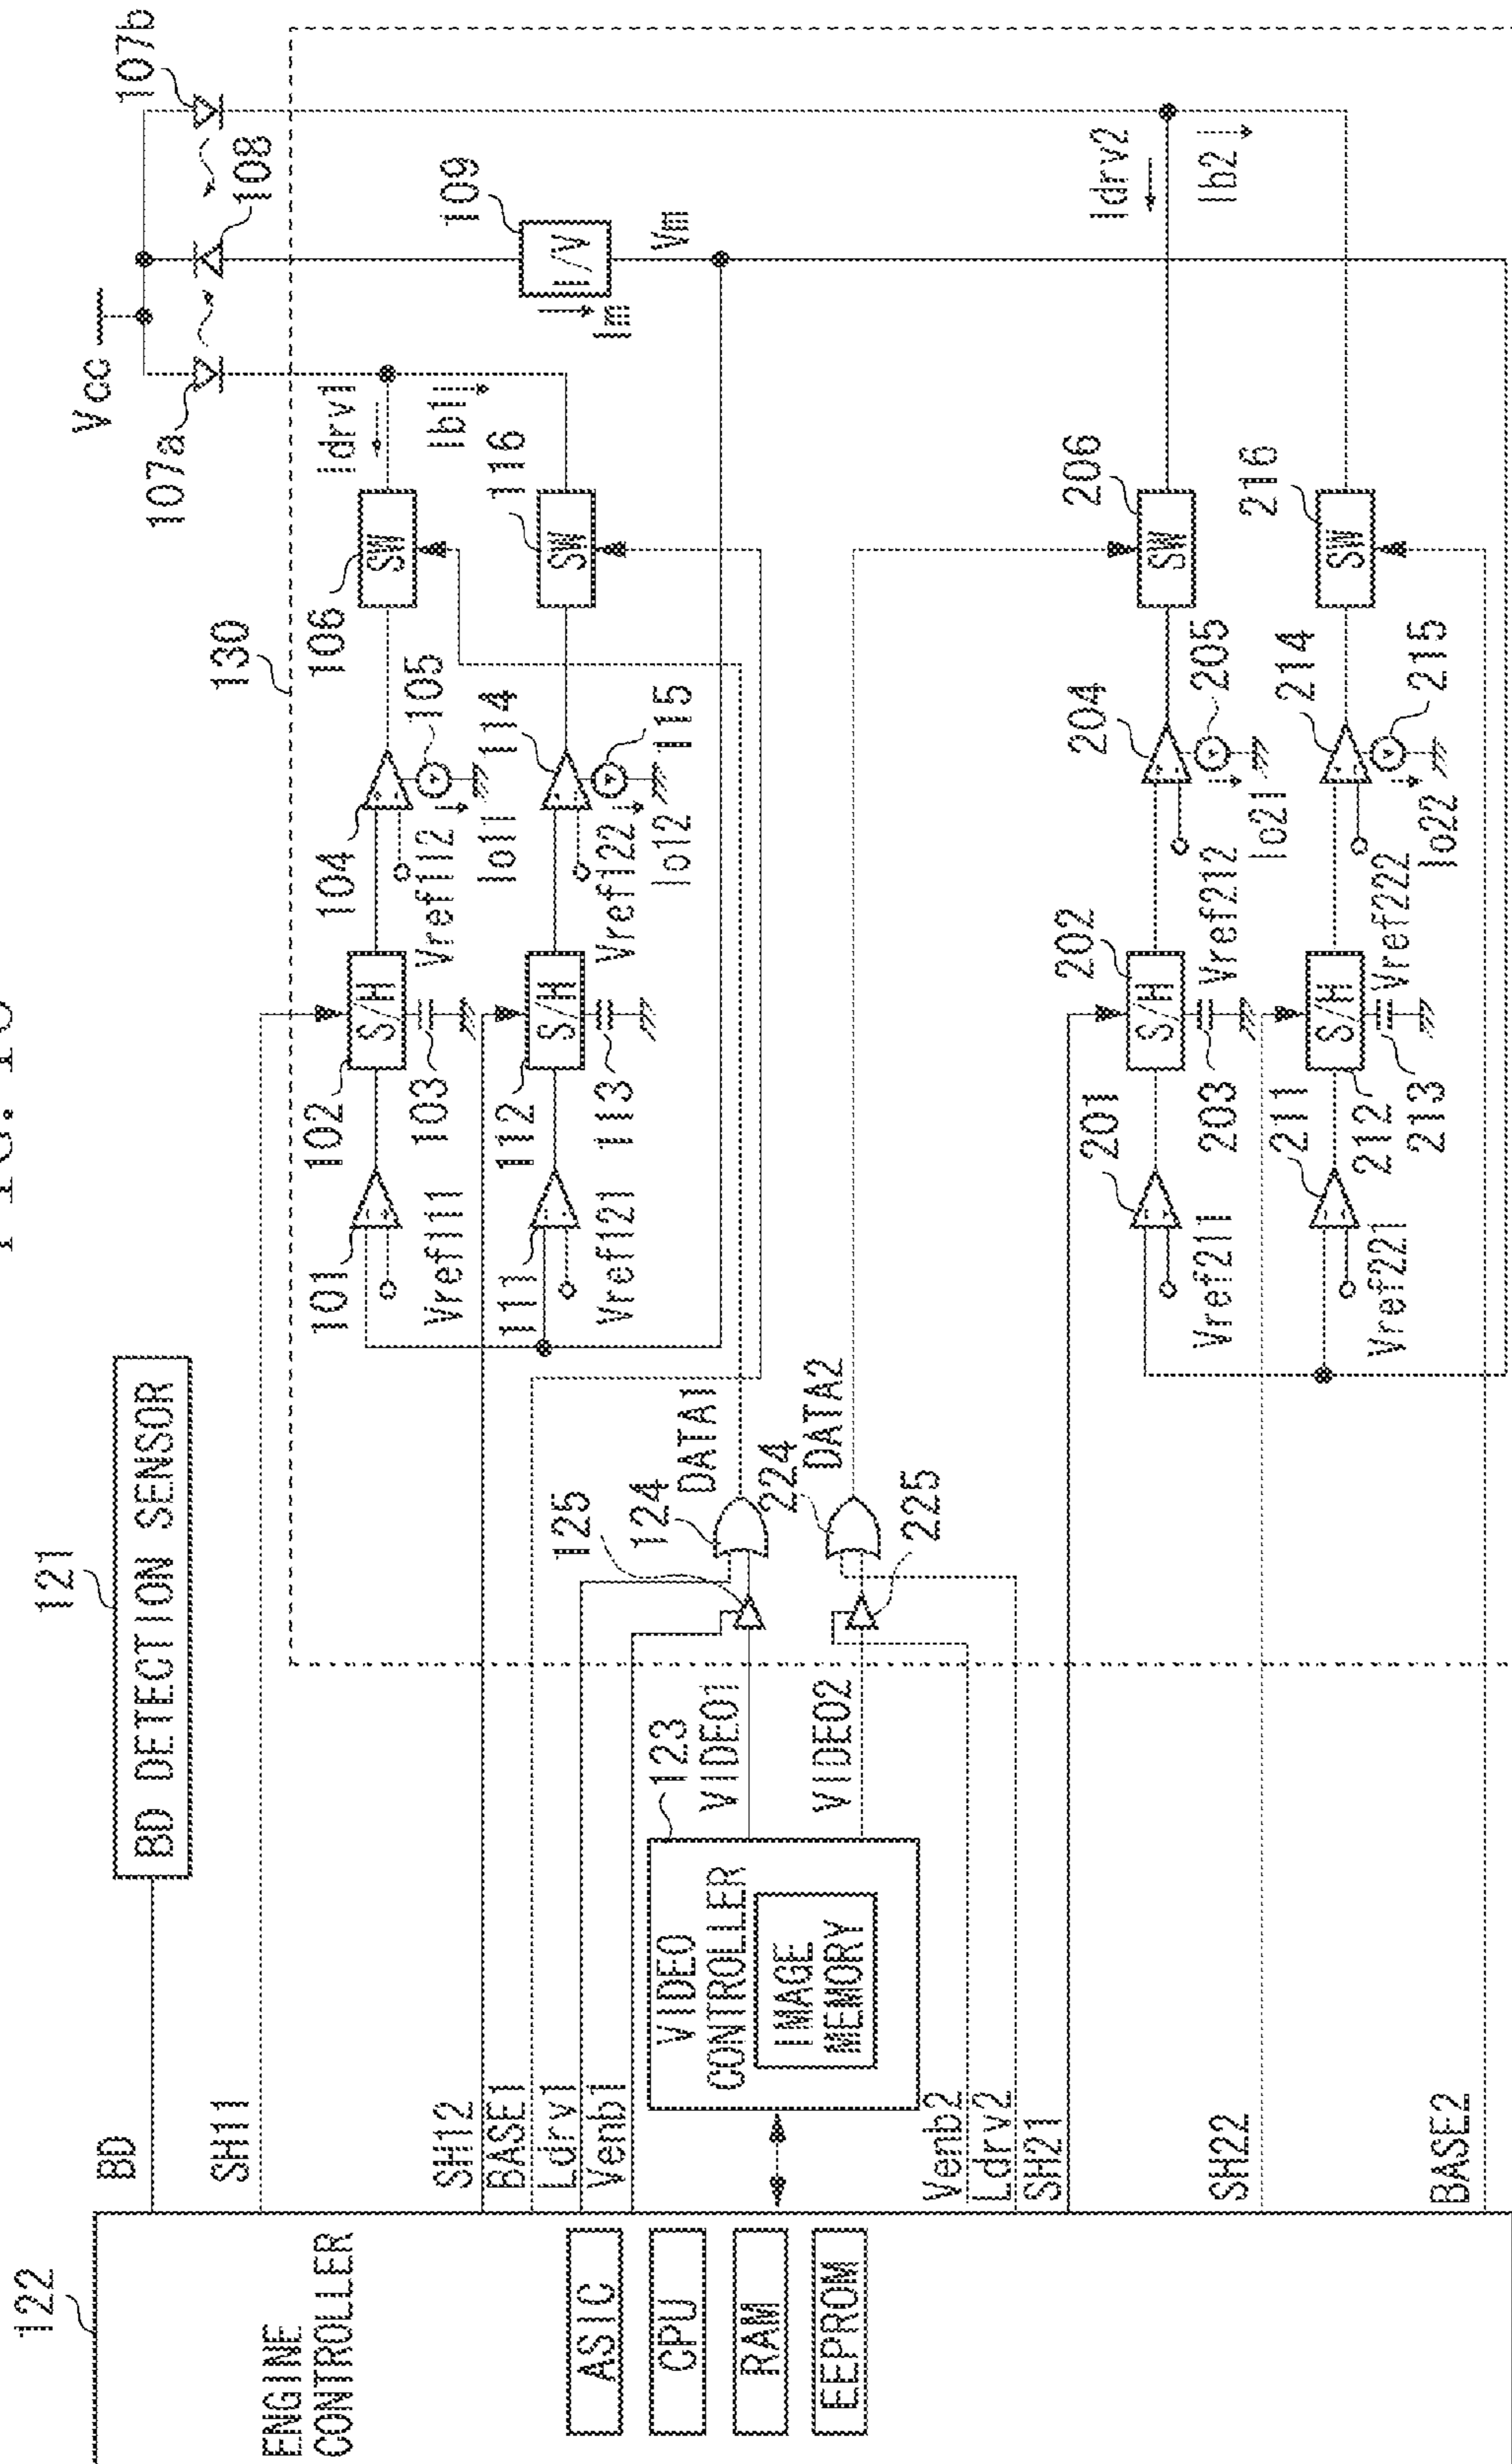 122
ENGINE
CONTROLLER
ASIC
CPU
RAM
EEPROM
BD
SH11
SH12
BASE1
Ldrv1
Venb1
Venb2
Ldrv2
SH21
SH22
BASE2
121
BD DETECTION SENSOR
VIDEO
CONTROLLER
IMAGE
MEMORY
123
VIDEO1
VIDEO2
125
124
DATA1
224
DATA2
225
130
101
Vref111
102
S/H
103
104
Vref112
105
Io11
106
SW
111
Vref121
112
S/H
113
114
Vref122
115
Io12
116
SW
Vcc
107a
108
107b
109
I/V
Im
Vm
Idrv1
Ib1
Idrv2
Ib2
201
Vref211
202
S/H
203
Vref212
204
205
Io21
206
SW
211
Vref221
212
S/H
213
Vref222
214
215
Io22
216
SW